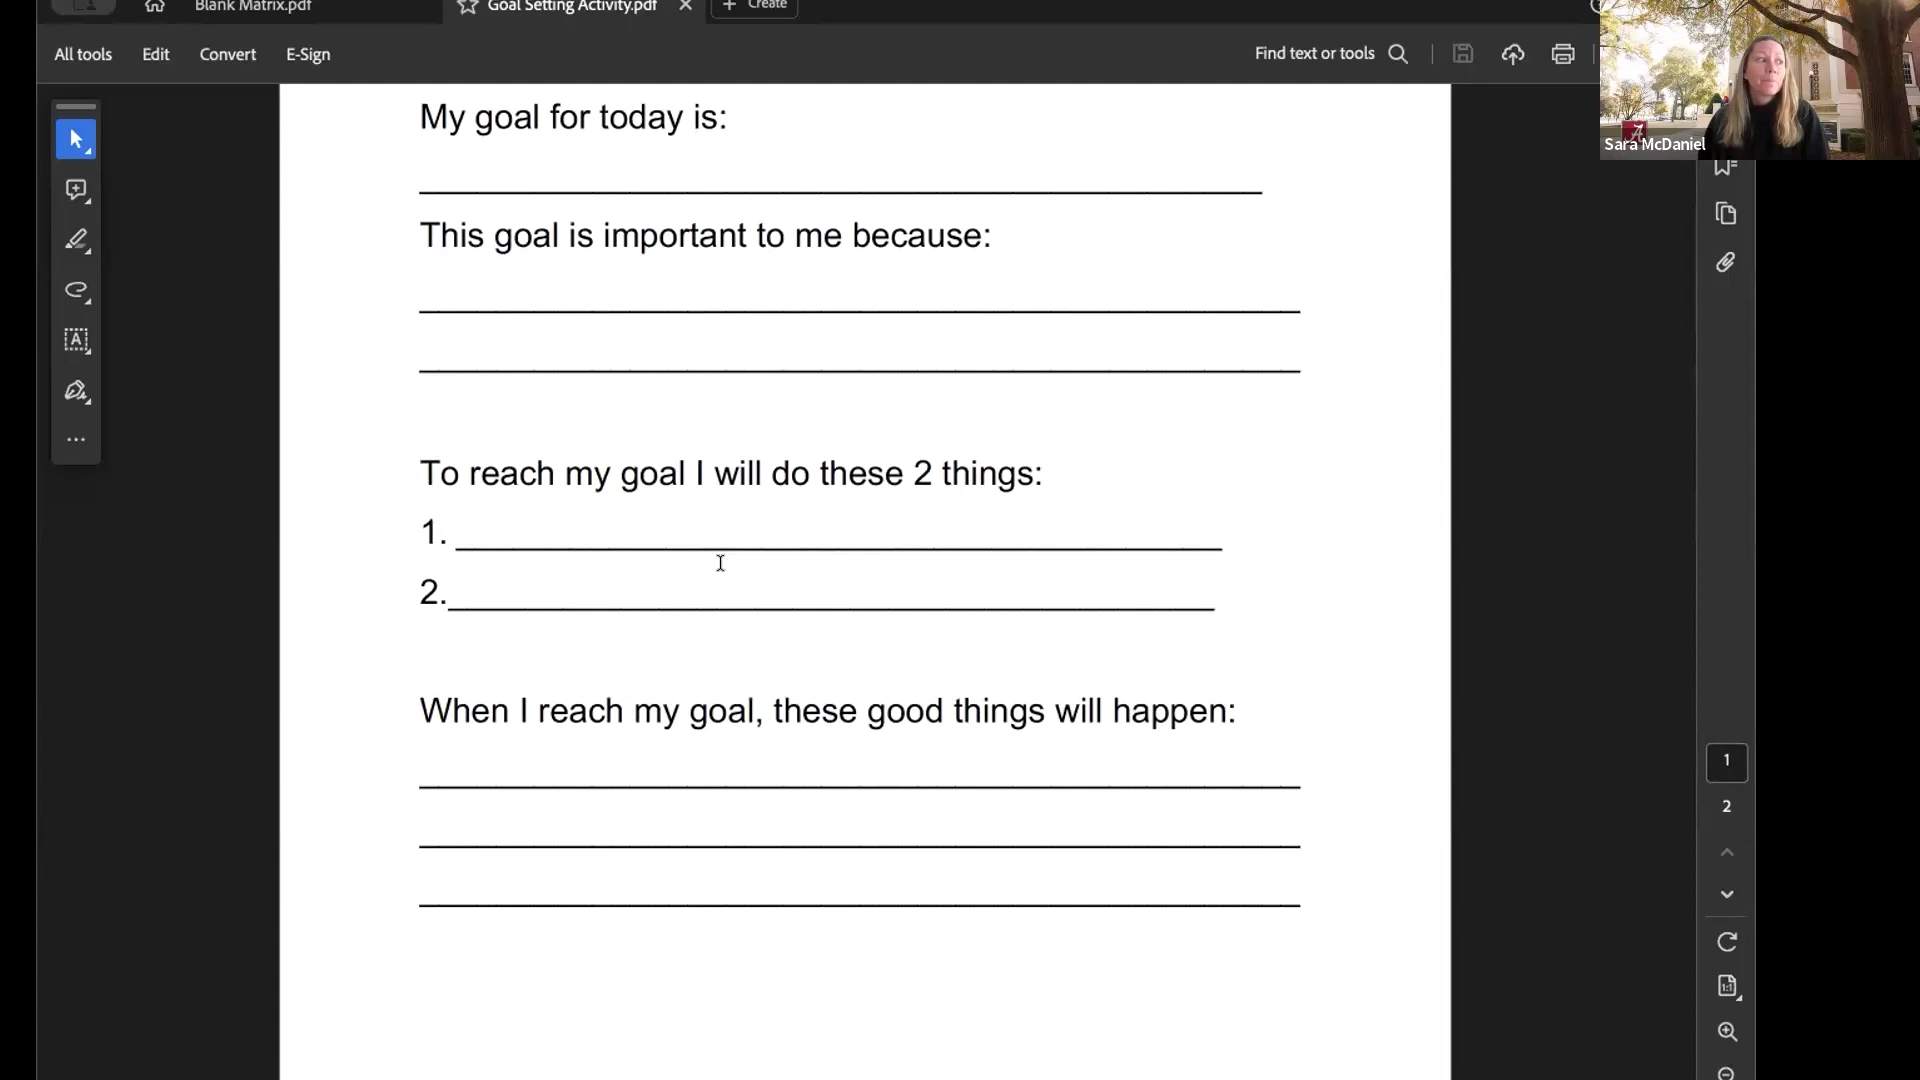 Blank Matrix.pdf
Goal Setting Activity.pdf
Create
All tools
Edit
Convert
E-Sign
Find text or tools
Sara McDaniel
My goal for today is:
This goal is important to me because:
To reach my goal I will do these 2 things:
1.
2.
When I reach my goal, these good things will happen:
1
2